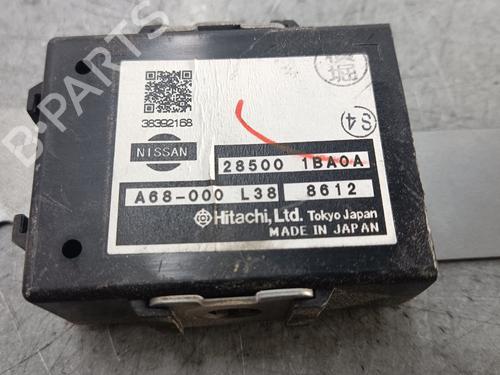 38392168
NISSAN
28500 1BA0A
A68-000 L38 8612
Hitachi, Ltd. Tokyo Japan
MADE IN JAPAN
S4
B-PARTS